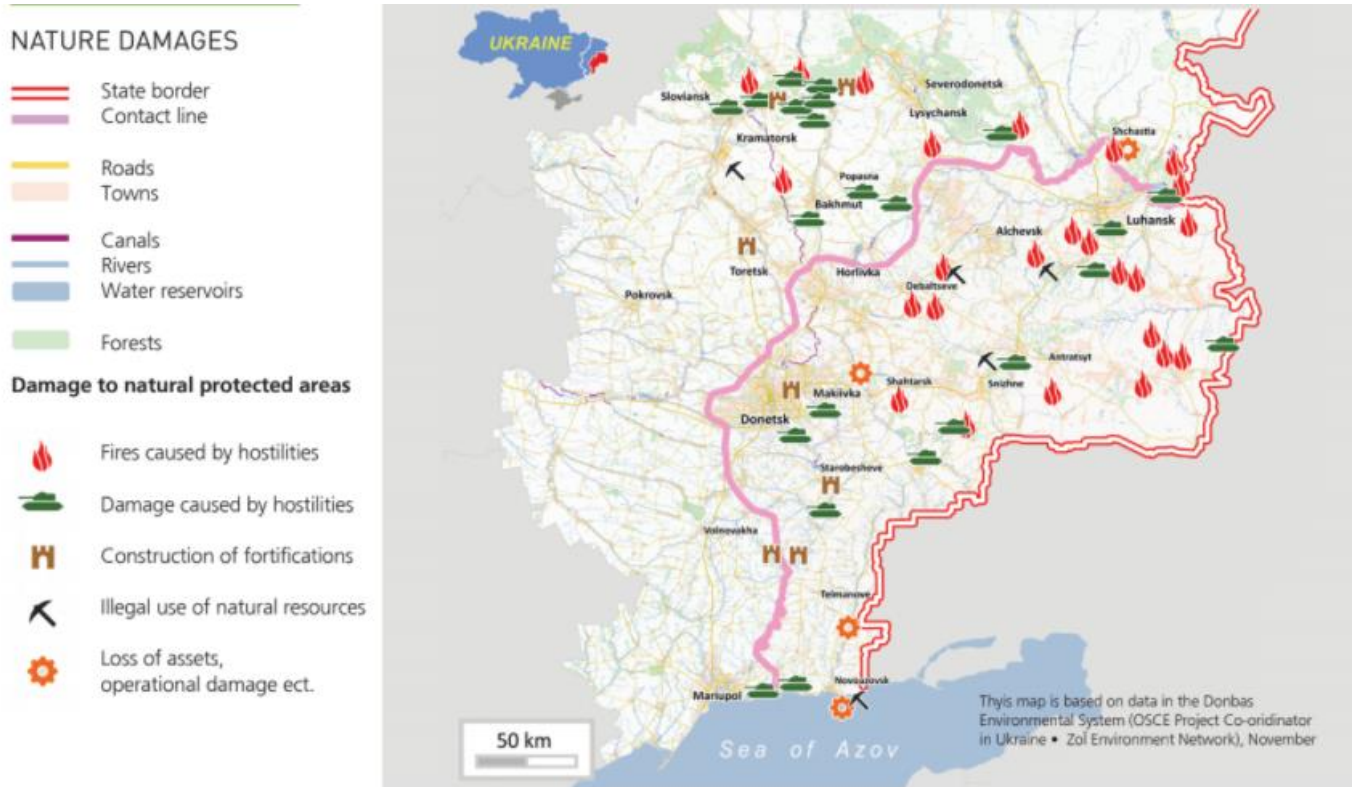 NATURE DAMAGES
State border
Contact line
Roads
Towns
Canals
Rivers
Water reservoirs
Forests
Damage to natural protected areas
Fires caused by hostilities
Damage caused by hostilities
Construction of fortifications
Illegal use of natural resources
Loss of assets,
operational damage ect.
UKRAINE
Sloviansk
Severodonetsk
Lysychansk
Kramatorsk
Shchastia
Popasna
Bakhmut
Luhansk
Alchevsk
Toretsk
Horlivka
Debaltseve
Pokrovsk
Antratsyt
Snizhne
Shahtarsk
Makiivka
Donetsk
Starobesheve
Volnovakha
Telmanove
Novoazovsk
Mariupol
50 km
Sea of Azov
Thyis map is based on data in the Donbas
Environmental System (OSCE Project Co-oridinator
in Ukraine • Zoï Environment Network), November